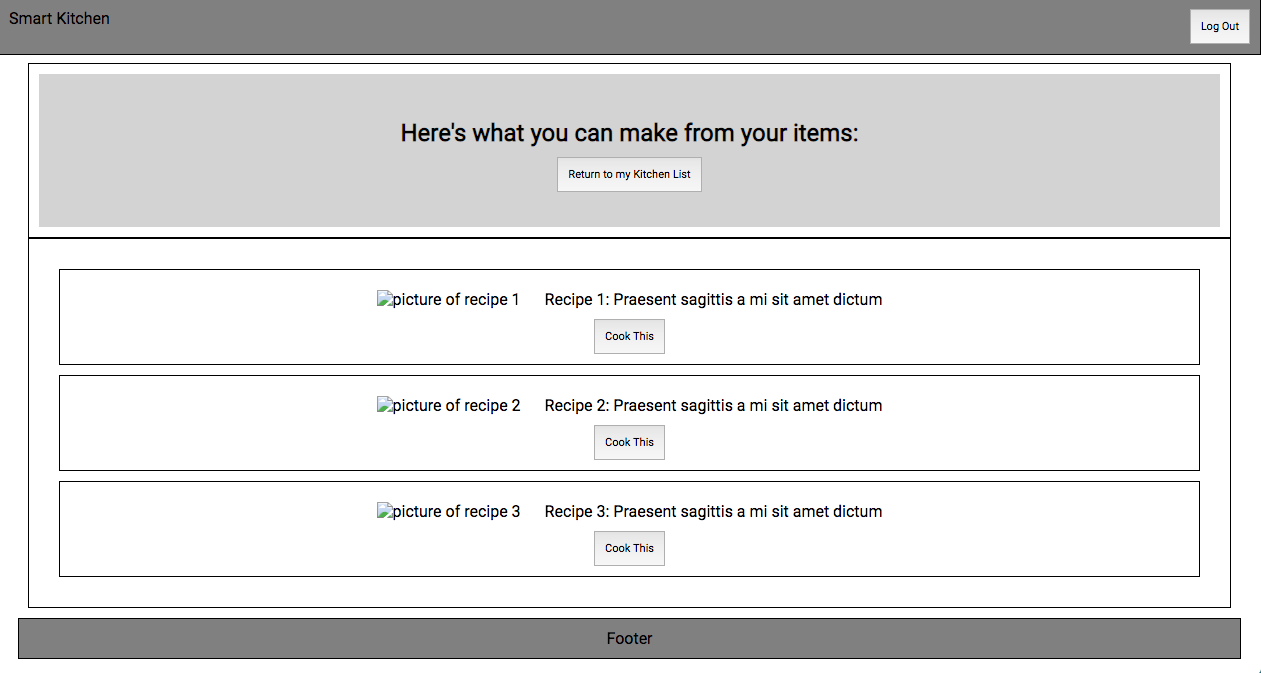 Smart Kitchen
Log Out
Here's what you can make from your items:
Return to my Kitchen List
picture of recipe 1 Recipe 1: Praesent sagittis a mi sit amet dictum
Cook This
picture of recipe 2 Recipe 2: Praesent sagittis a mi sit amet dictum
Cook This
picture of recipe 3 Recipe 3: Praesent sagittis a mi sit amet dictum
Cook This
Footer